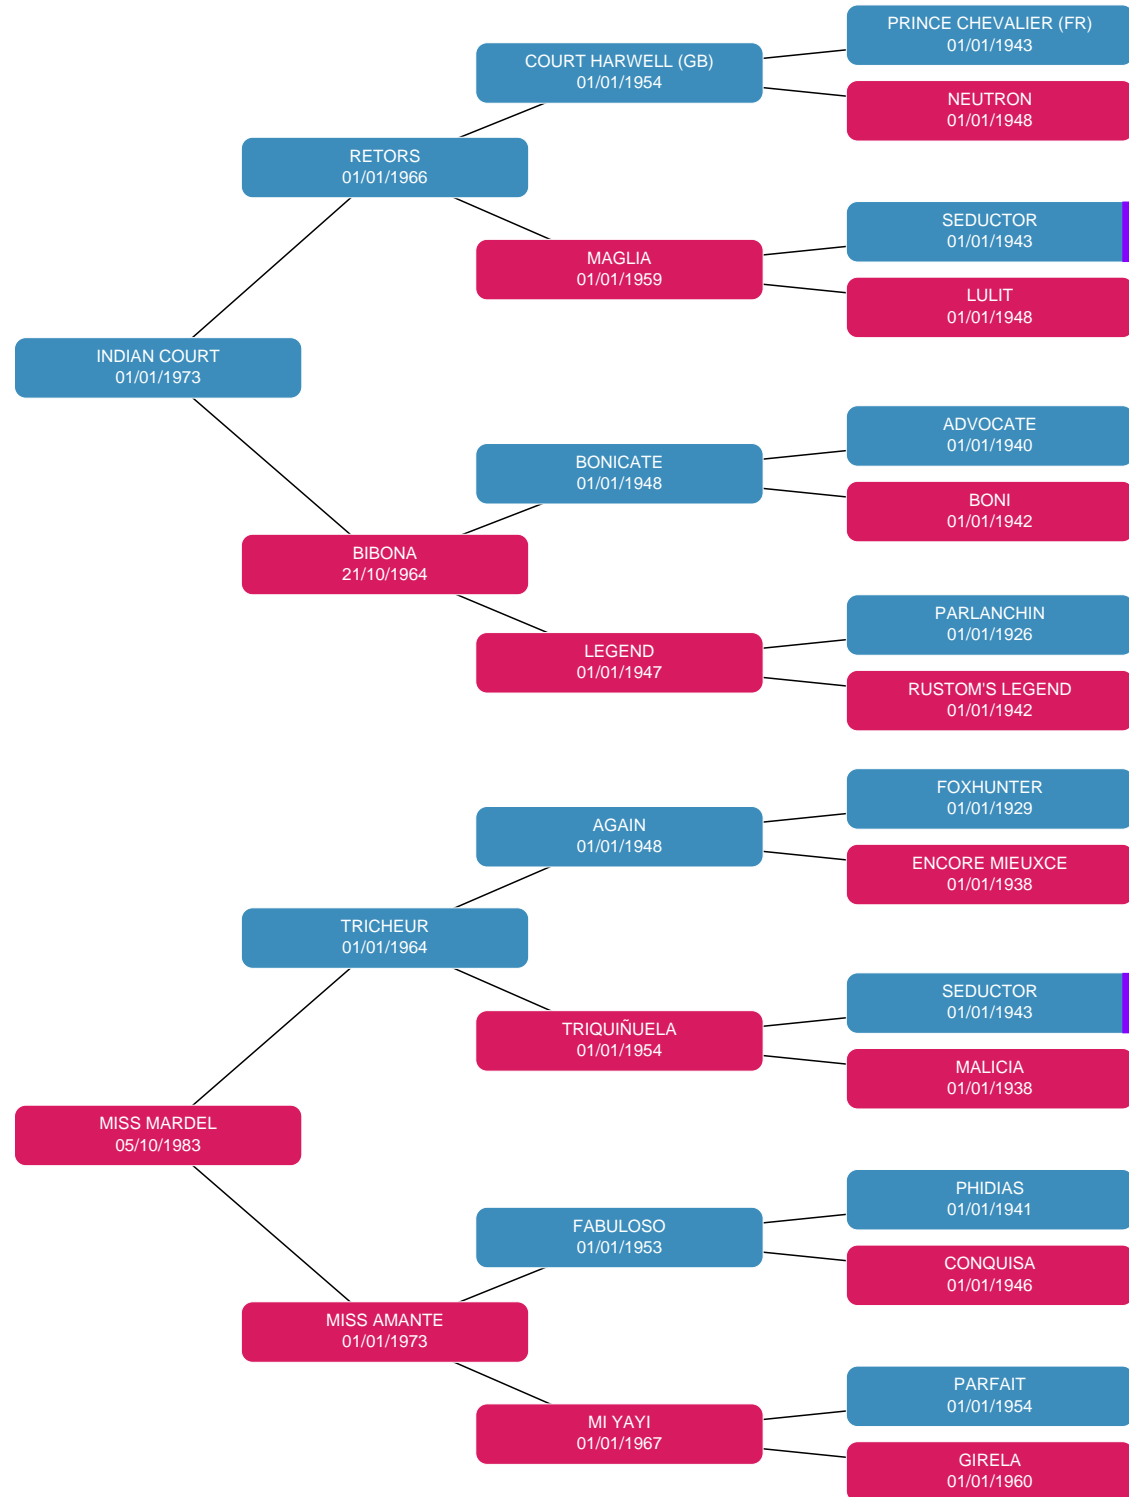 PRINCE CHEVALIER (FR)
01/01/1943
COURT HARWELL (GB)
01/01/1954
NEUTRON
01/01/1948
RETORS
01/01/1966
SEDUCTOR
01/01/1943
MAGLIA
01/01/1959
LULIT
01/01/1948
INDIAN COURT
01/01/1973
ADVOCATE
01/01/1940
BONICATE
01/01/1948
BONI
01/01/1942
BIBONA
21/10/1964
PARLANCHIN
01/01/1926
LEGEND
01/01/1947
RUSTOM'S LEGEND
01/01/1942
FOXHUNTER
01/01/1929
AGAIN
01/01/1948
ENCORE MIEUXCE
01/01/1938
TRICHEUR
01/01/1964
SEDUCTOR
01/01/1943
TRIQUIÑUELA
01/01/1954
MALICIA
01/01/1938
MISS MARDEL
05/10/1983
PHIDIAS
01/01/1941
FABULOSO
01/01/1953
CONQUISA
01/01/1946
MISS AMANTE
01/01/1973
PARFAIT
01/01/1954
MI YAYI
01/01/1967
GIRELA
01/01/1960